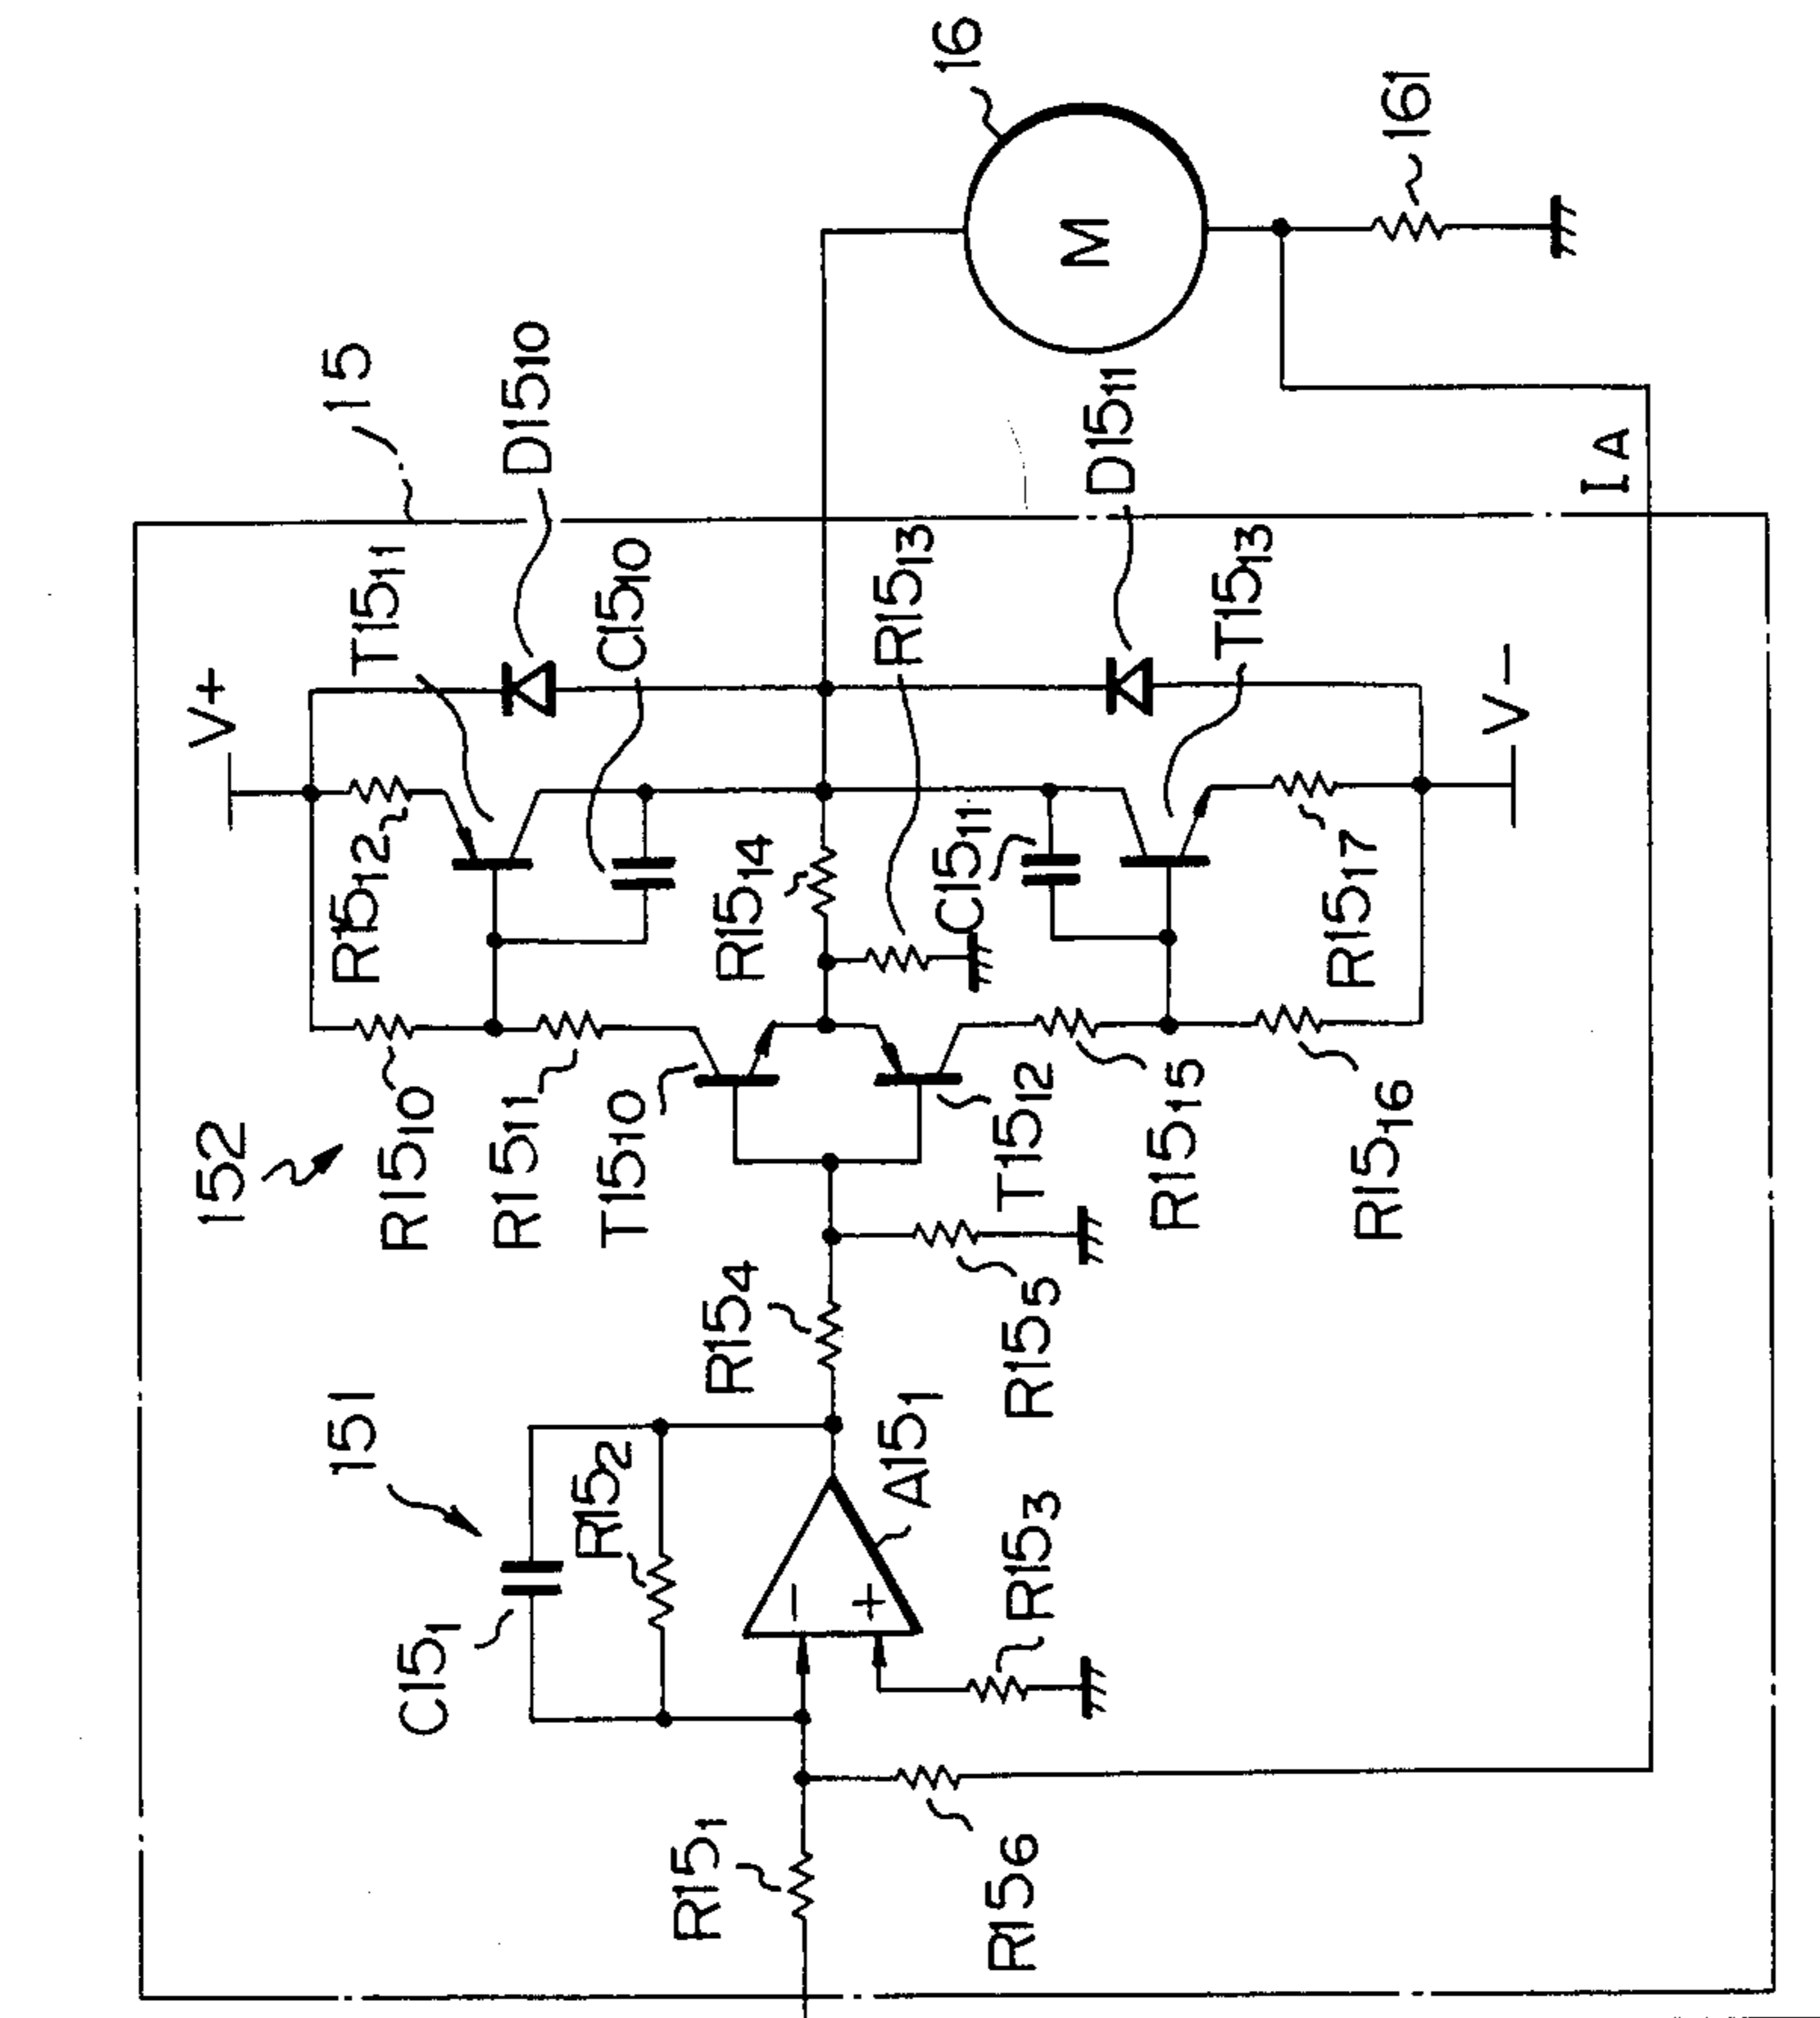 16
161
M
15
D15₁₀
D15₁₁
I A
V+
T15₁₁
C15₁₀
R15₁₃
T15₁₃
V−
R15₁₂
R15₁₄
C15₁₁
R15₁₇
152
R15₁₀
R15₁₁
T15₁₀
T15₁₂
R15₁₅
R15₁₆
R15₄
R15₅
151
C15₁
R15₂
A15₁
−
+
R15₃
R15₁
R15₆